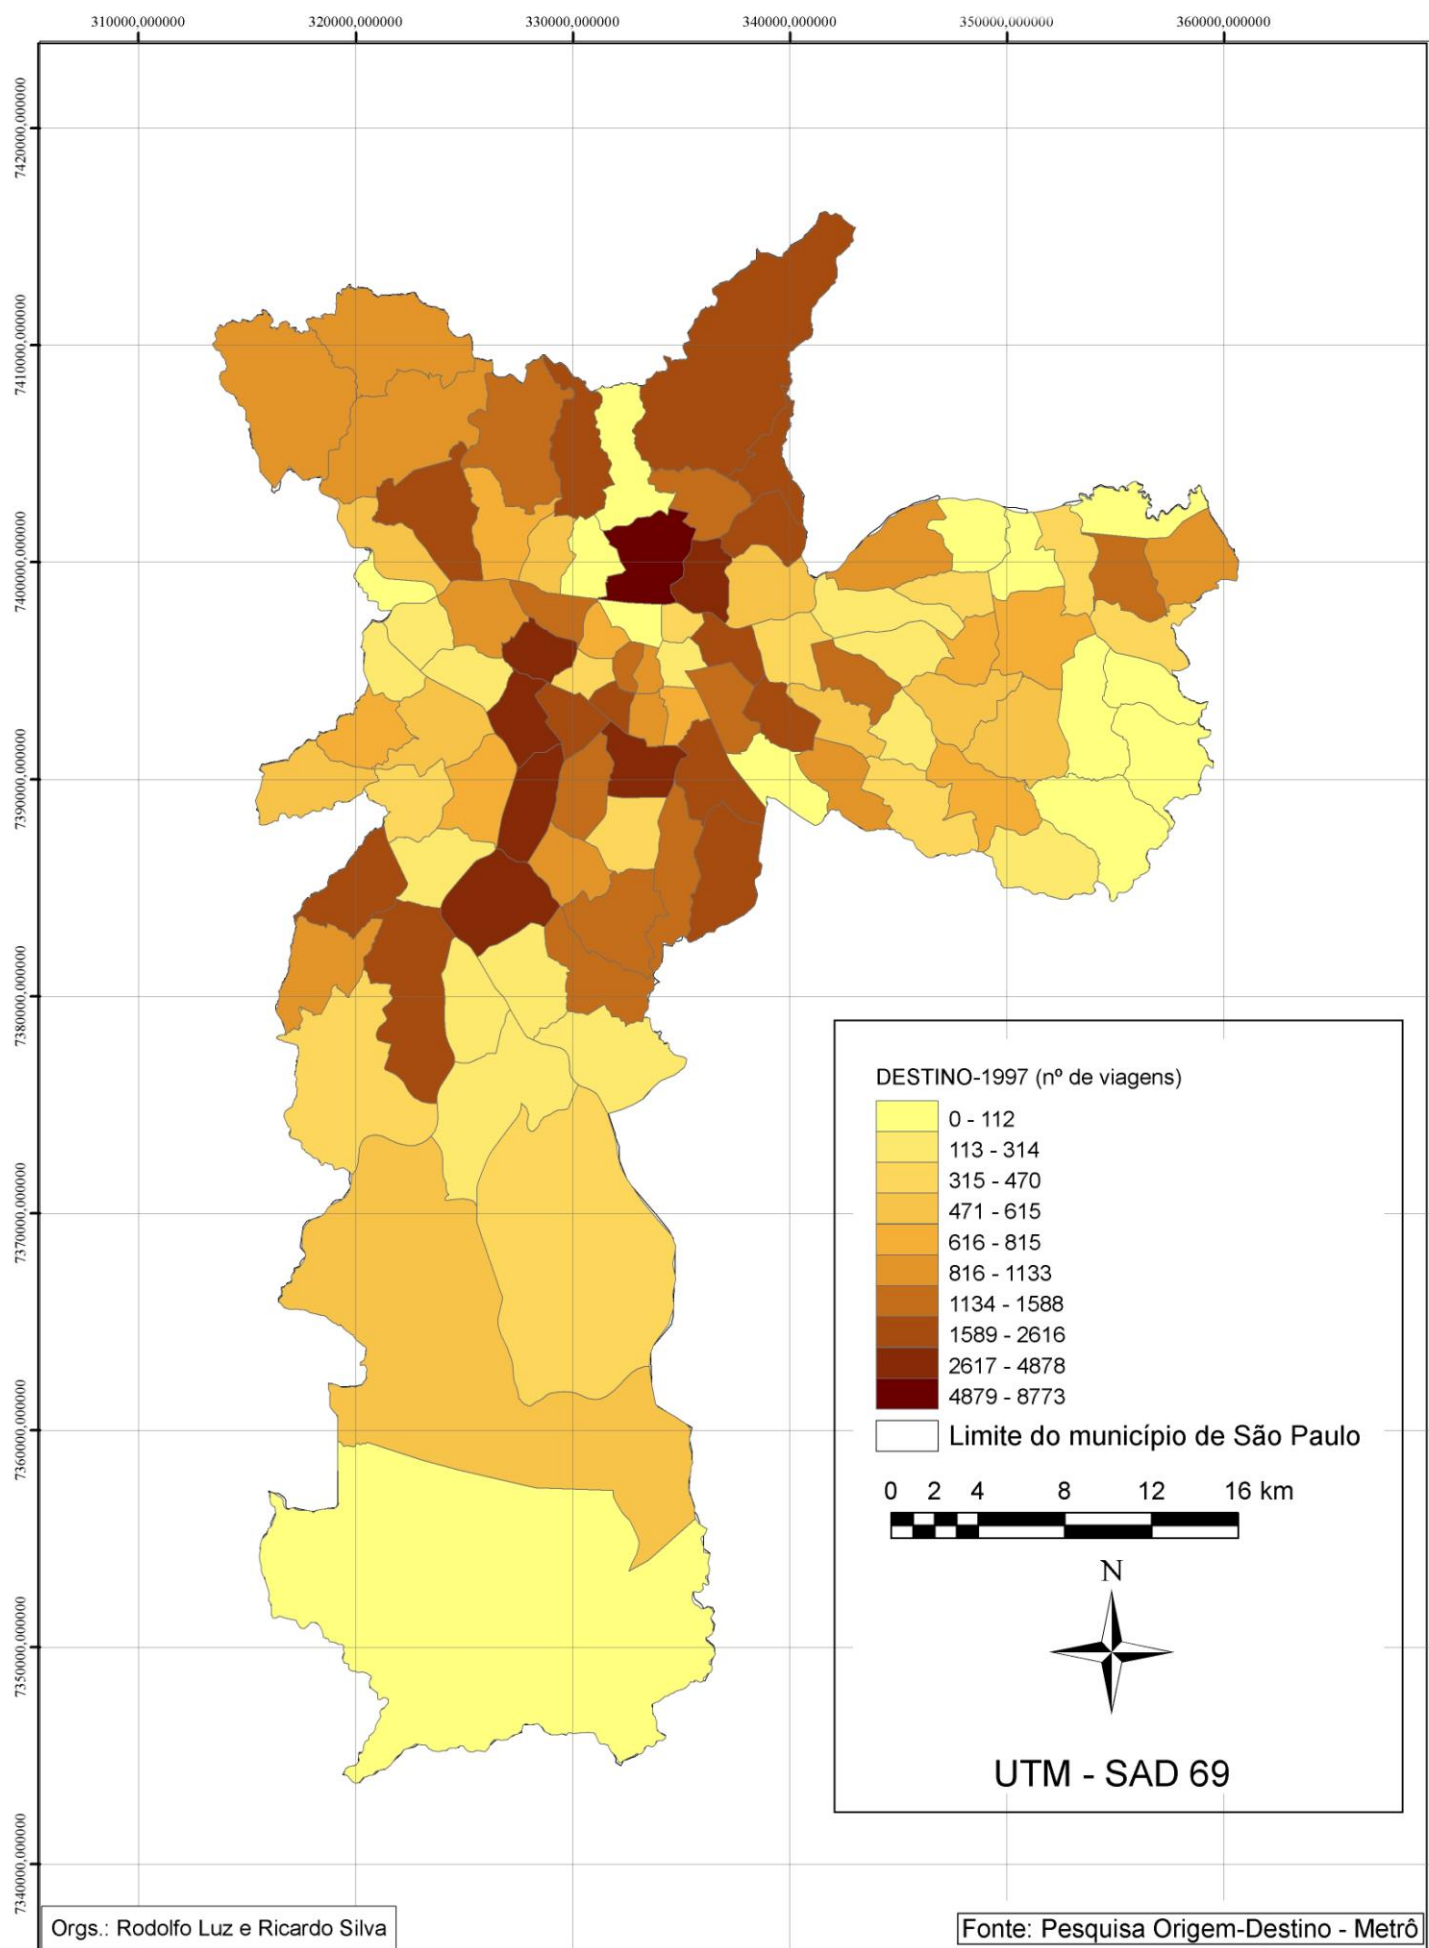 310000,000000 320000,000000 330000,000000 340000,000000 350000,000000 360000,000000
7420000,000000
7410000,000000
7400000,000000
7390000,000000
7380000,000000
7370000,000000
7360000,000000
7350000,000000
7340000,000000
DESTINO-1997 (nº de viagens)
0 - 112
113 - 314
315 - 470
471 - 615
616 - 815
816 - 1133
1134 - 1588
1589 - 2616
2617 - 4878
4879 - 8773
Limite do município de São Paulo
0 2 4 8 12 16 km
N
UTM - SAD 69
Orgs.: Rodolfo Luz e Ricardo Silva
Fonte: Pesquisa Origem-Destino - Metrô